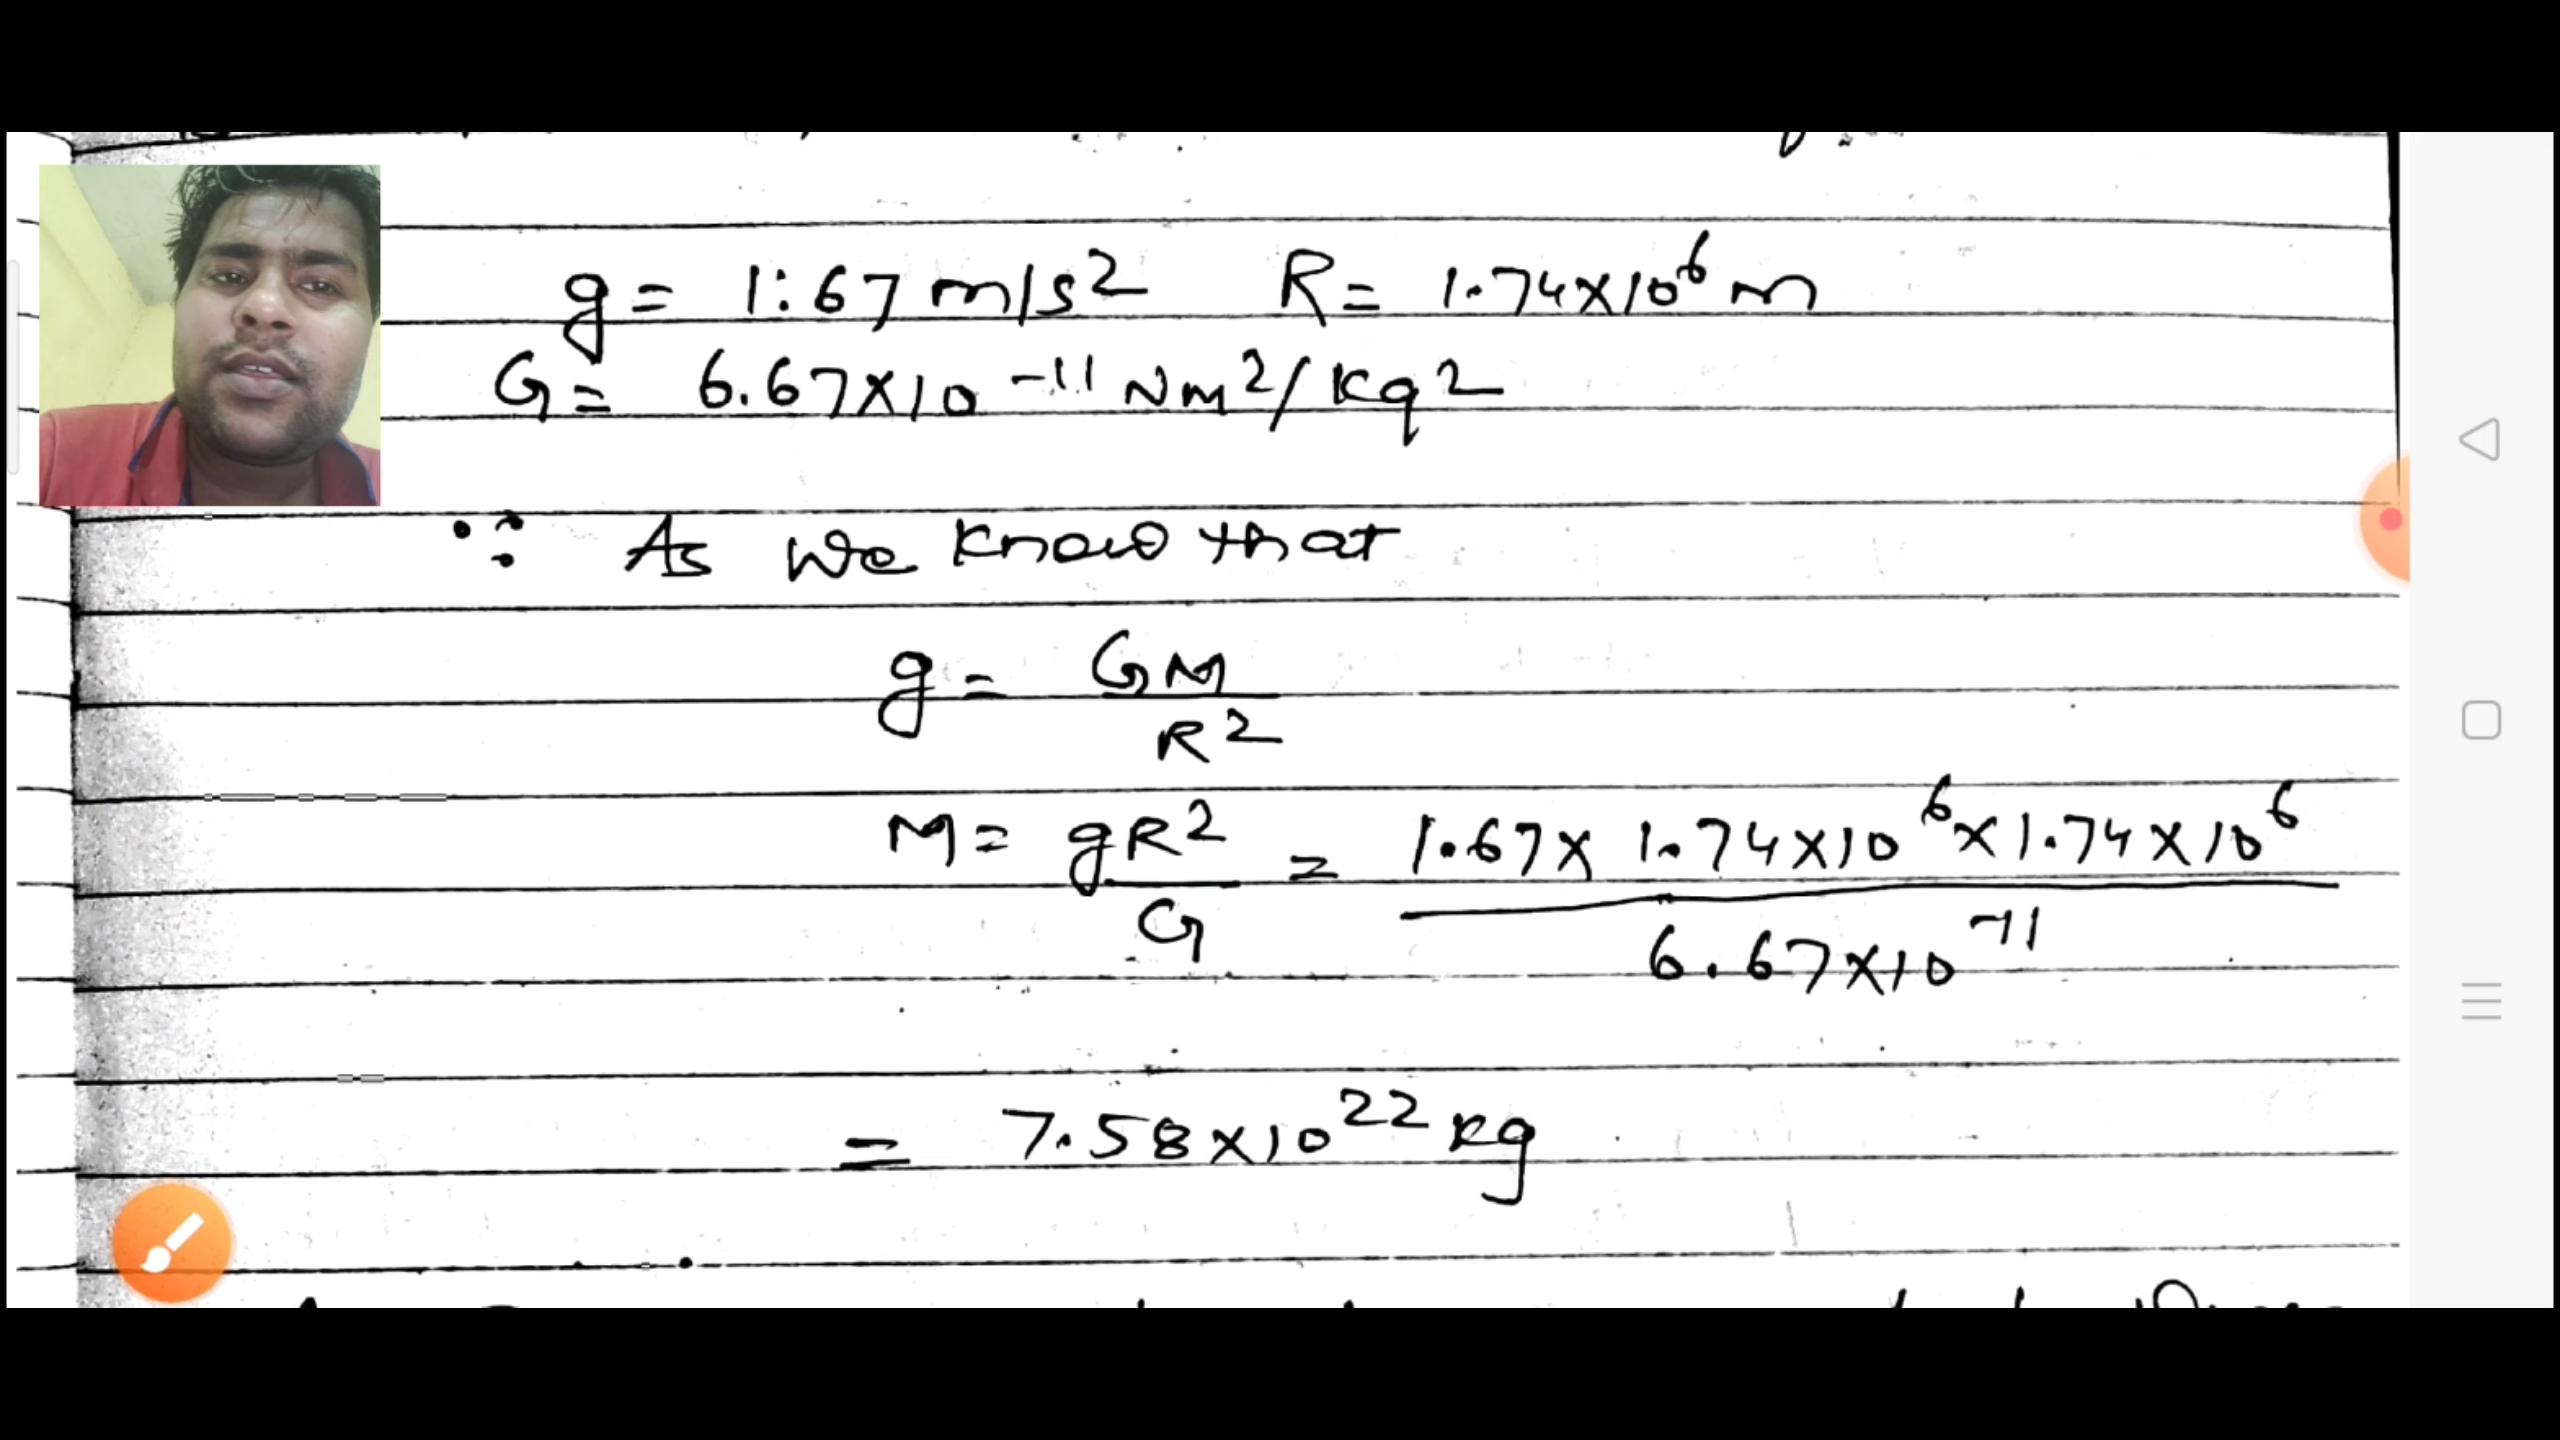 g = 1.67 m/s² R = 1.74×10⁶ m
G = 6.67×10⁻¹¹ Nm²/kg²
∵ As we know that
g = GM
R²
M = gR² = 1.67× 1.74×10⁶×1.74×10⁶
G 6.67×10⁻¹¹
= 7.58×10²² kg